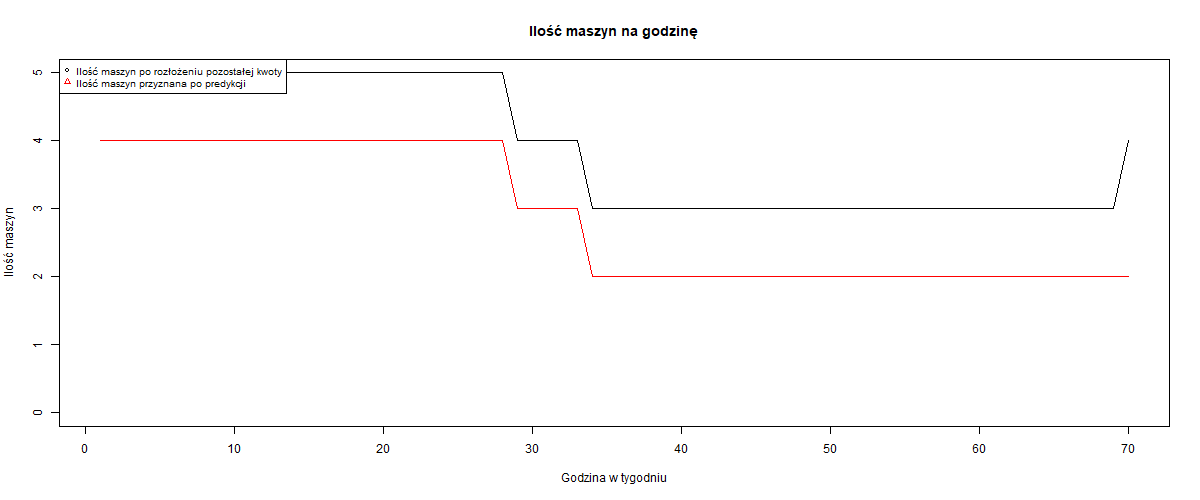 Ilość maszyn na godzinę
Ilość maszyn po rozłożeniu pozostałej kwoty
Ilość maszyn przyznana po predykcji
Ilość maszyn
5
4
3
2
1
0
0 10 20 30 40 50 60 70
Godzina w tygodniu